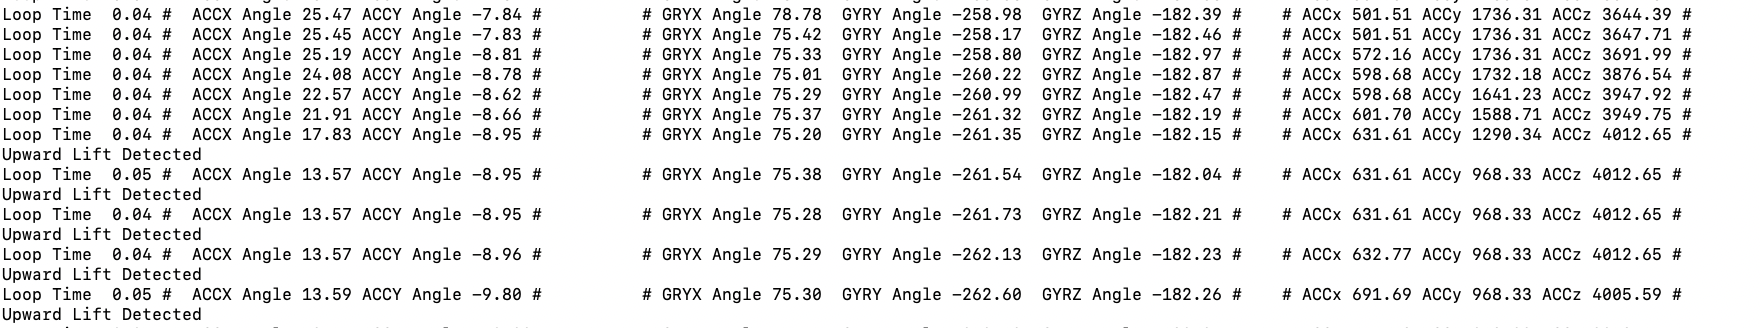 Loop Time  0.04 #  ACCX Angle 25.47 ACCY Angle -7.84 #          # GRYX Angle 78.78  GYRY Angle -258.98  GYRZ Angle -182.39 #    # ACCx 501.51 ACCy 1736.31 ACCz 3644.39 #
Loop Time  0.04 #  ACCX Angle 25.45 ACCY Angle -7.83 #          # GRYX Angle 75.42  GYRY Angle -258.17  GYRZ Angle -182.46 #    # ACCx 501.51 ACCy 1736.31 ACCz 3647.71 #
Loop Time  0.04 #  ACCX Angle 25.19 ACCY Angle -8.81 #          # GRYX Angle 75.33  GYRY Angle -258.80  GYRZ Angle -182.97 #    # ACCx 572.16 ACCy 1736.31 ACCz 3691.99 #
Loop Time  0.04 #  ACCX Angle 24.08 ACCY Angle -8.78 #          # GRYX Angle 75.01  GYRY Angle -260.22  GYRZ Angle -182.87 #    # ACCx 598.68 ACCy 1732.18 ACCz 3876.54 #
Loop Time  0.04 #  ACCX Angle 22.57 ACCY Angle -8.62 #          # GRYX Angle 75.29  GYRY Angle -260.99  GYRZ Angle -182.47 #    # ACCx 598.68 ACCy 1641.23 ACCz 3947.92 #
Loop Time  0.04 #  ACCX Angle 21.91 ACCY Angle -8.66 #          # GRYX Angle 75.37  GYRY Angle -261.32  GYRZ Angle -182.19 #    # ACCx 601.70 ACCy 1588.71 ACCz 3949.75 #
Loop Time  0.04 #  ACCX Angle 17.83 ACCY Angle -8.95 #          # GRYX Angle 75.20  GYRY Angle -261.35  GYRZ Angle -182.15 #    # ACCx 631.61 ACCy 1290.34 ACCz 4012.65 #
Upward Lift Detected
Loop Time  0.05 #  ACCX Angle 13.57 ACCY Angle -8.95 #          # GRYX Angle 75.38  GYRY Angle -261.54  GYRZ Angle -182.04 #    # ACCx 631.61 ACCy 968.33 ACCz 4012.65 #
Upward Lift Detected
Loop Time  0.04 #  ACCX Angle 13.57 ACCY Angle -8.95 #          # GRYX Angle 75.28  GYRY Angle -261.73  GYRZ Angle -182.21 #    # ACCx 631.61 ACCy 968.33 ACCz 4012.65 #
Upward Lift Detected
Loop Time  0.04 #  ACCX Angle 13.57 ACCY Angle -8.96 #          # GRYX Angle 75.29  GYRY Angle -262.13  GYRZ Angle -182.23 #    # ACCx 632.77 ACCy 968.33 ACCz 4012.65 #
Upward Lift Detected
Loop Time  0.05 #  ACCX Angle 13.59 ACCY Angle -9.80 #          # GRYX Angle 75.30  GYRY Angle -262.60  GYRZ Angle -182.26 #    # ACCx 691.69 ACCy 968.33 ACCz 4005.59 #
Upward Lift Detected